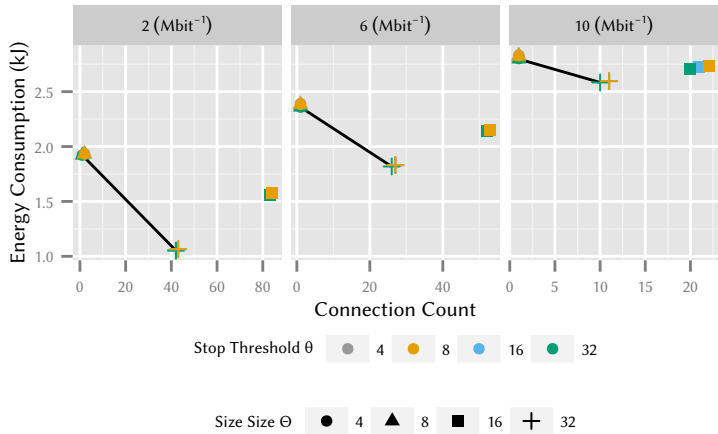 2 (Mbit⁻¹) 6 (Mbit⁻¹) 10 (Mbit⁻¹)
Energy Consumption (kJ)
2.5
2.0
1.5
1.0
0 20 40 60 80 0 20 40 0 5 10 15 20
Connection Count
Stop Threshold θ 4 8 16 32
Size Size Θ 4 8 16 32